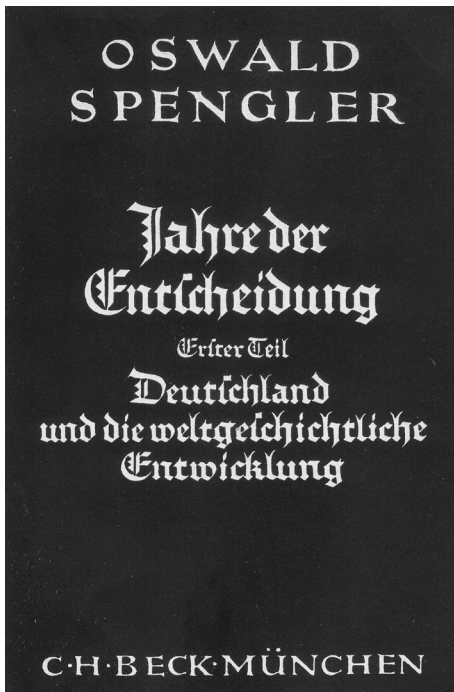 OSWALD
SPENGLER
Jahre der
Entſcheidung
Erſter Teil
Deutſchland
und die weltgeſchichtliche
Entwicklung
C·H·BECK·MÜNCHEN